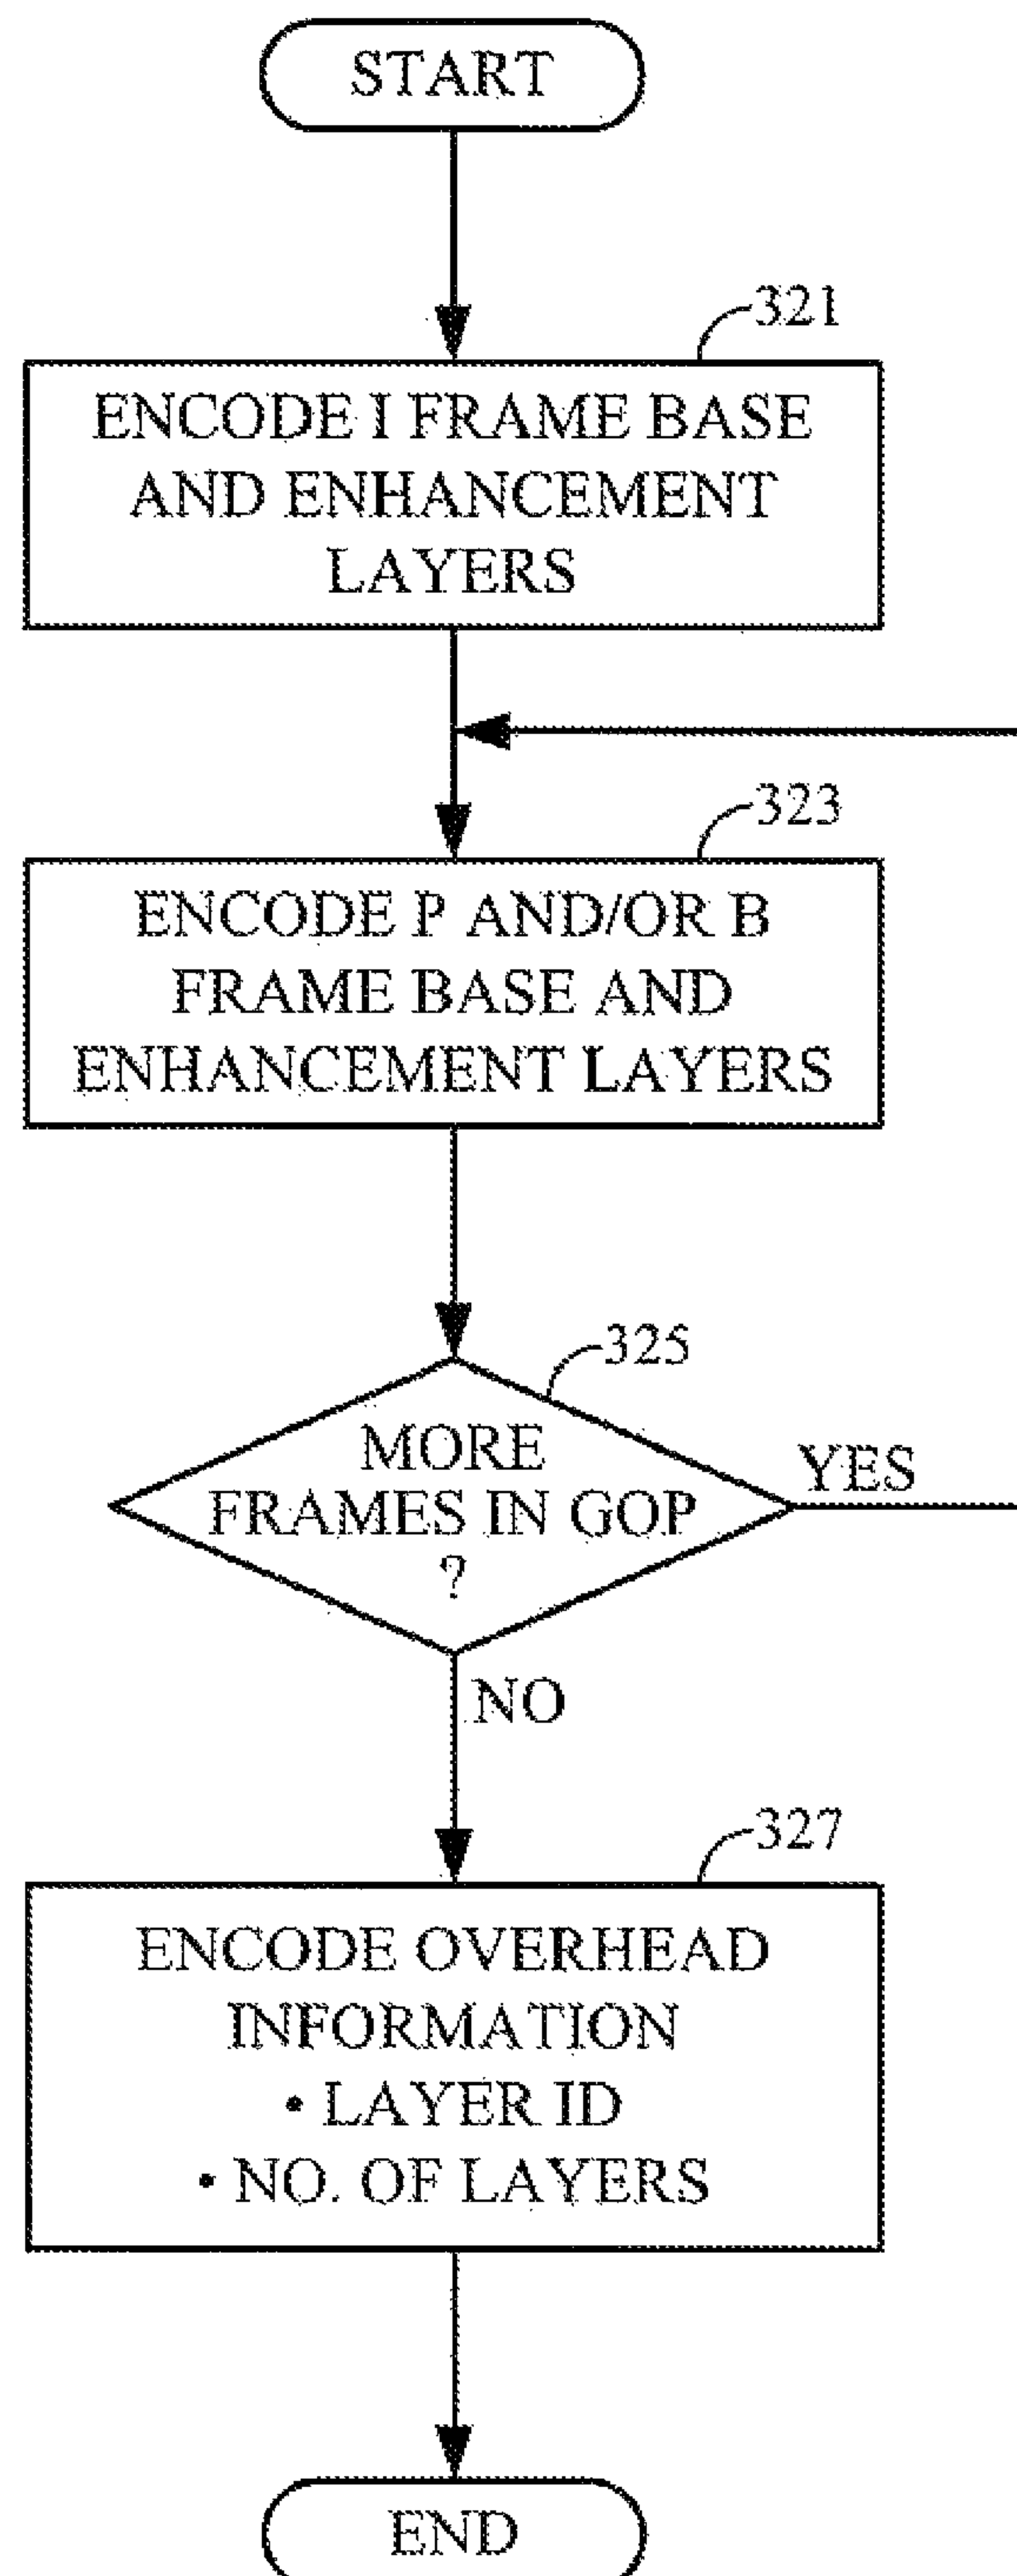 START
321
ENCODE I FRAME BASE
AND ENHANCEMENT
LAYERS
323
ENCODE P AND/OR B
FRAME BASE AND
ENHANCEMENT LAYERS
325
MORE
FRAMES IN GOP
?
YES
NO
327
ENCODE OVERHEAD
INFORMATION
• LAYER ID
• NO. OF LAYERS
END